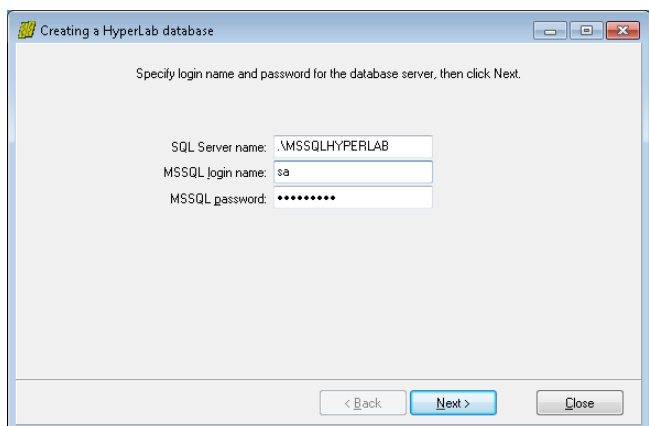 Creating a HyperLab database
Specify login name and password for the database server, then click Next.
SQL Server name: .\MSSQLHYPERLAB
MSSQL login name: sa
MSSQL password: •••••••••
< Back Next > Close